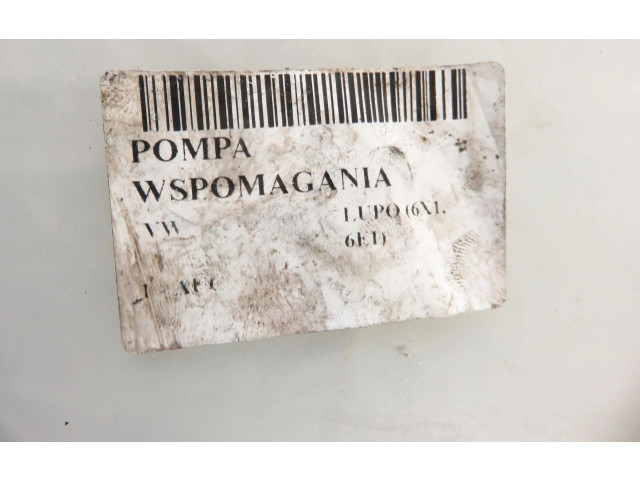 POMPA
WSPOMAGANIA
VW LUPO (6X1,
6E1)